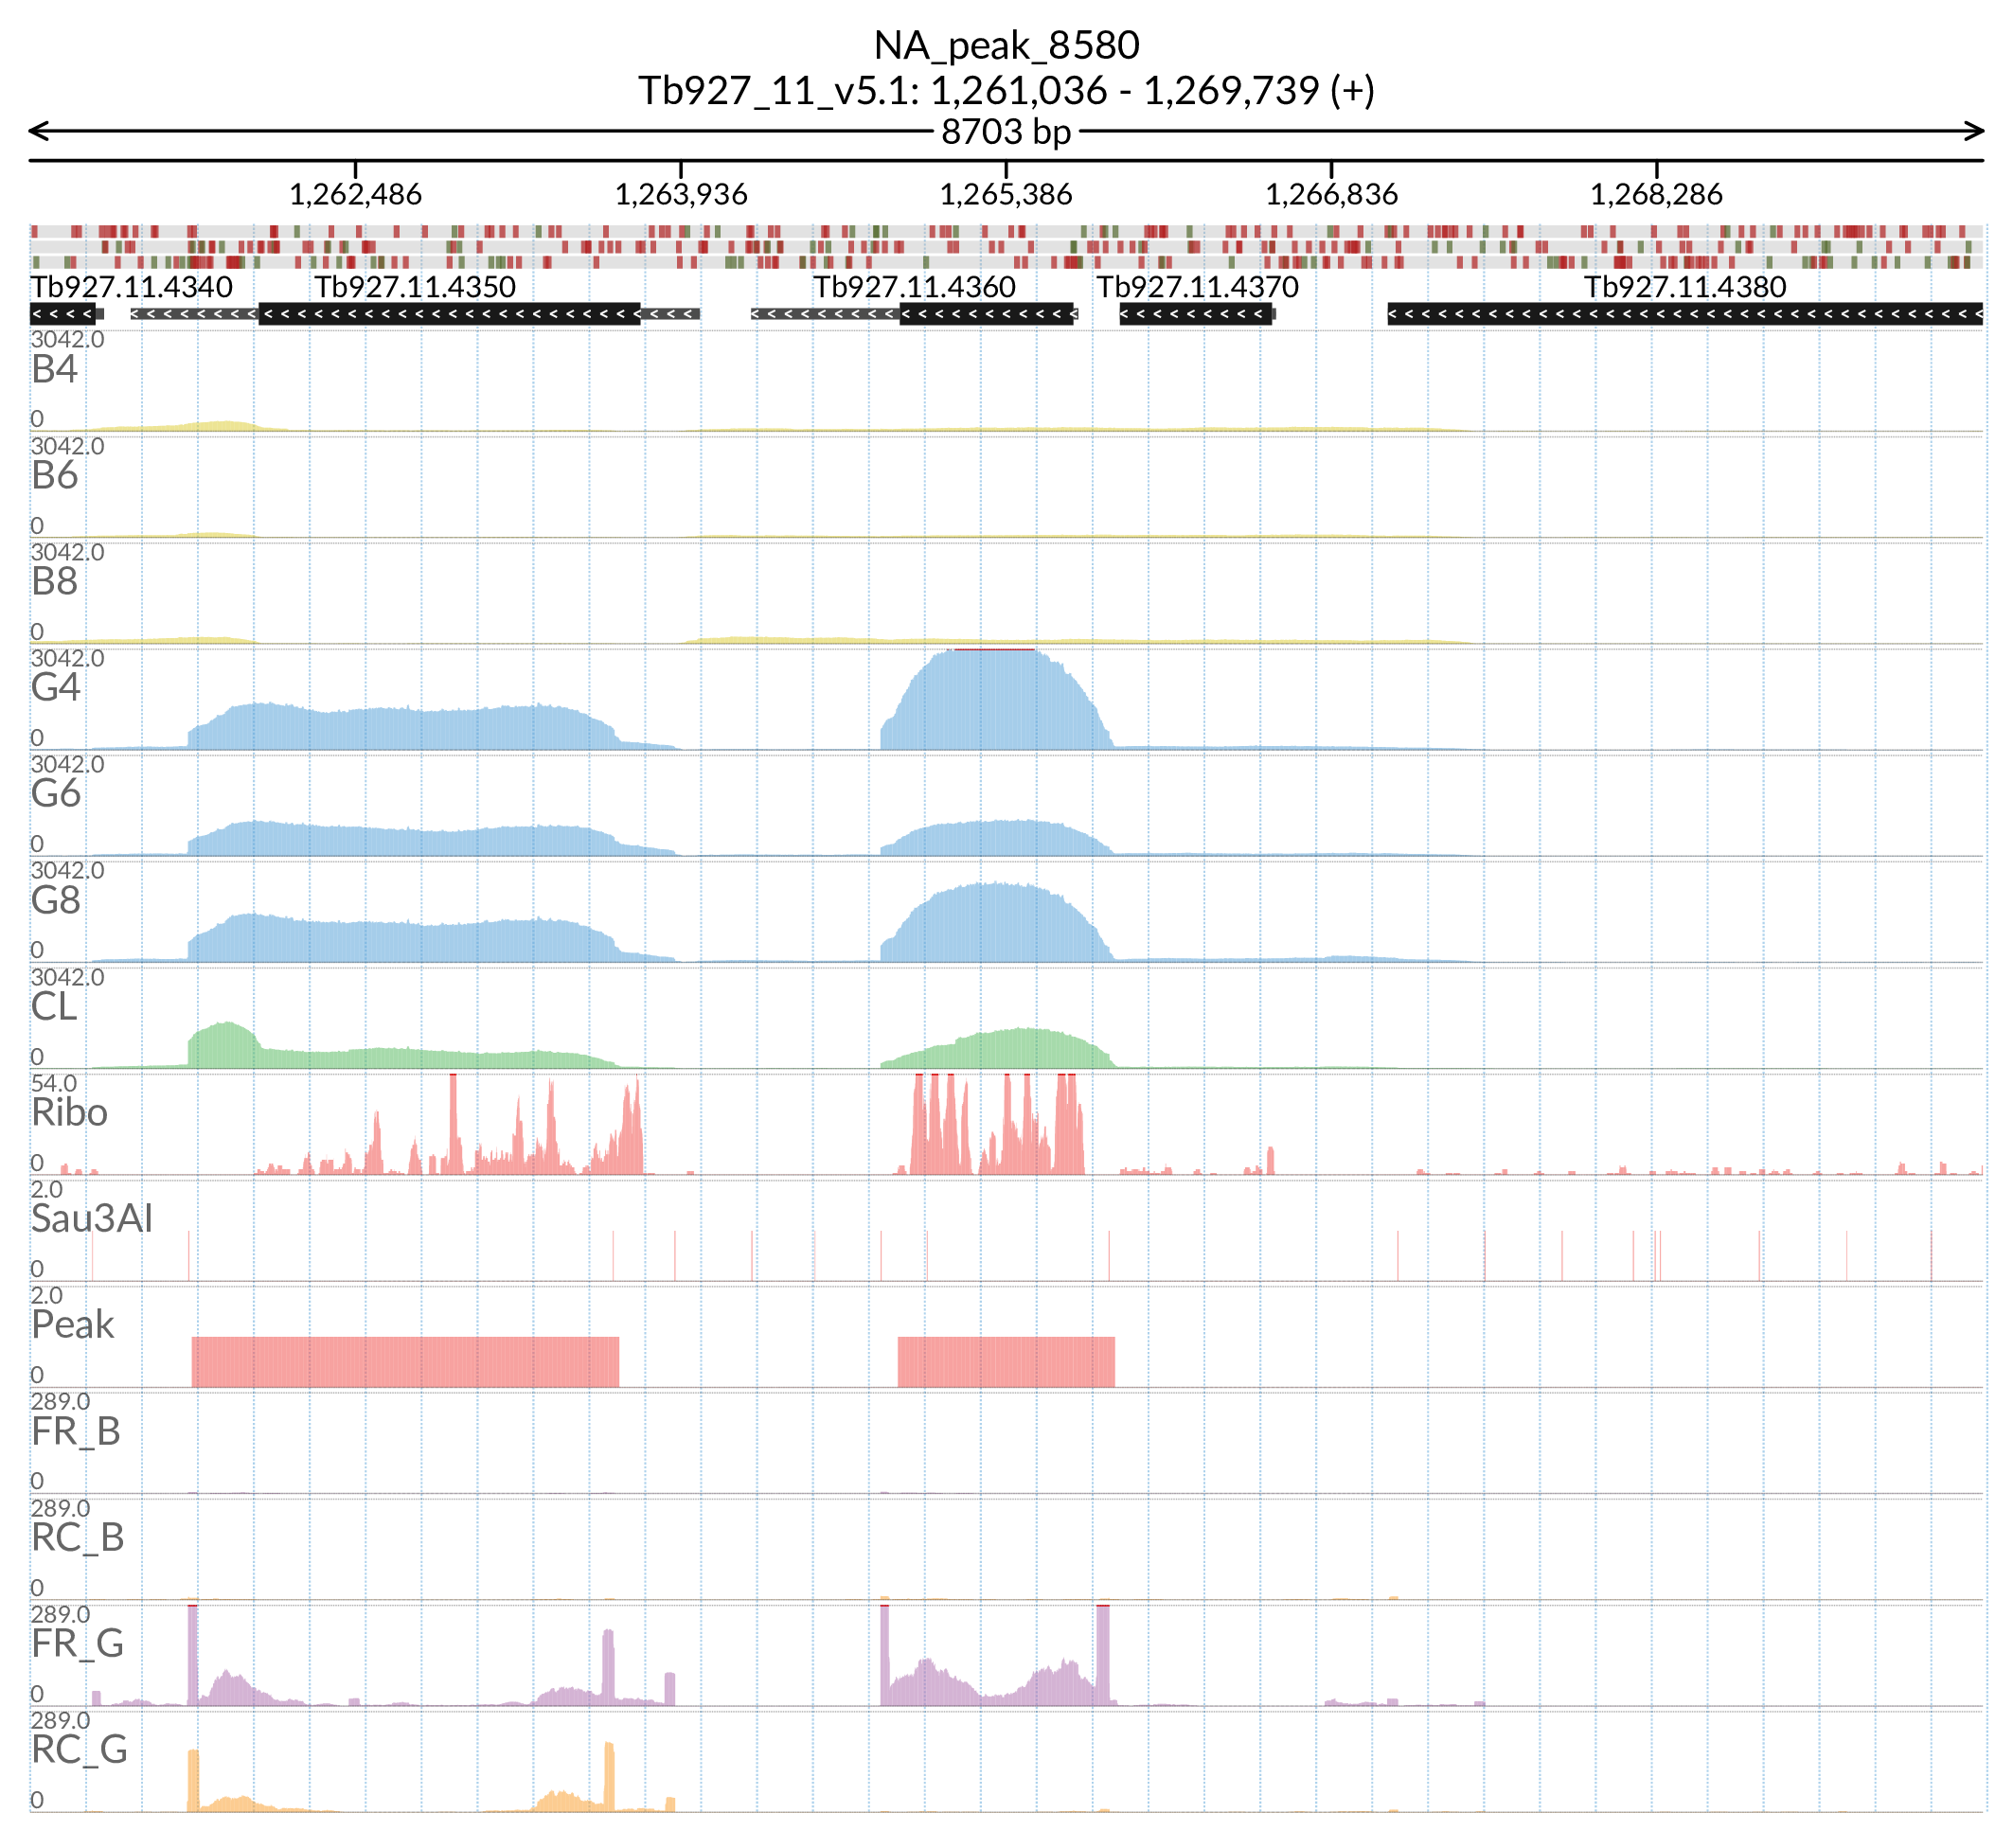 NA_peak_8580
Tb927_11_v5.1: 1,261,036 - 1,269,739 (+)
8703 bp
1,262,486 1,263,936 1,265,386 1,266,836 1,268,286
Tb927.11.4340 Tb927.11.4350 Tb927.11.4360 Tb927.11.4370 Tb927.11.4380
3042.0
B4
0
3042.0
B6
0
3042.0
B8
0
3042.0
G4
0
3042.0
G6
0
3042.0
G8
0
3042.0
CL
0
54.0
Ribo
0
2.0
Sau3AI
0
2.0
Peak
0
289.0
FR_B
0
289.0
RC_B
0
289.0
FR_G
0
289.0
RC_G
0